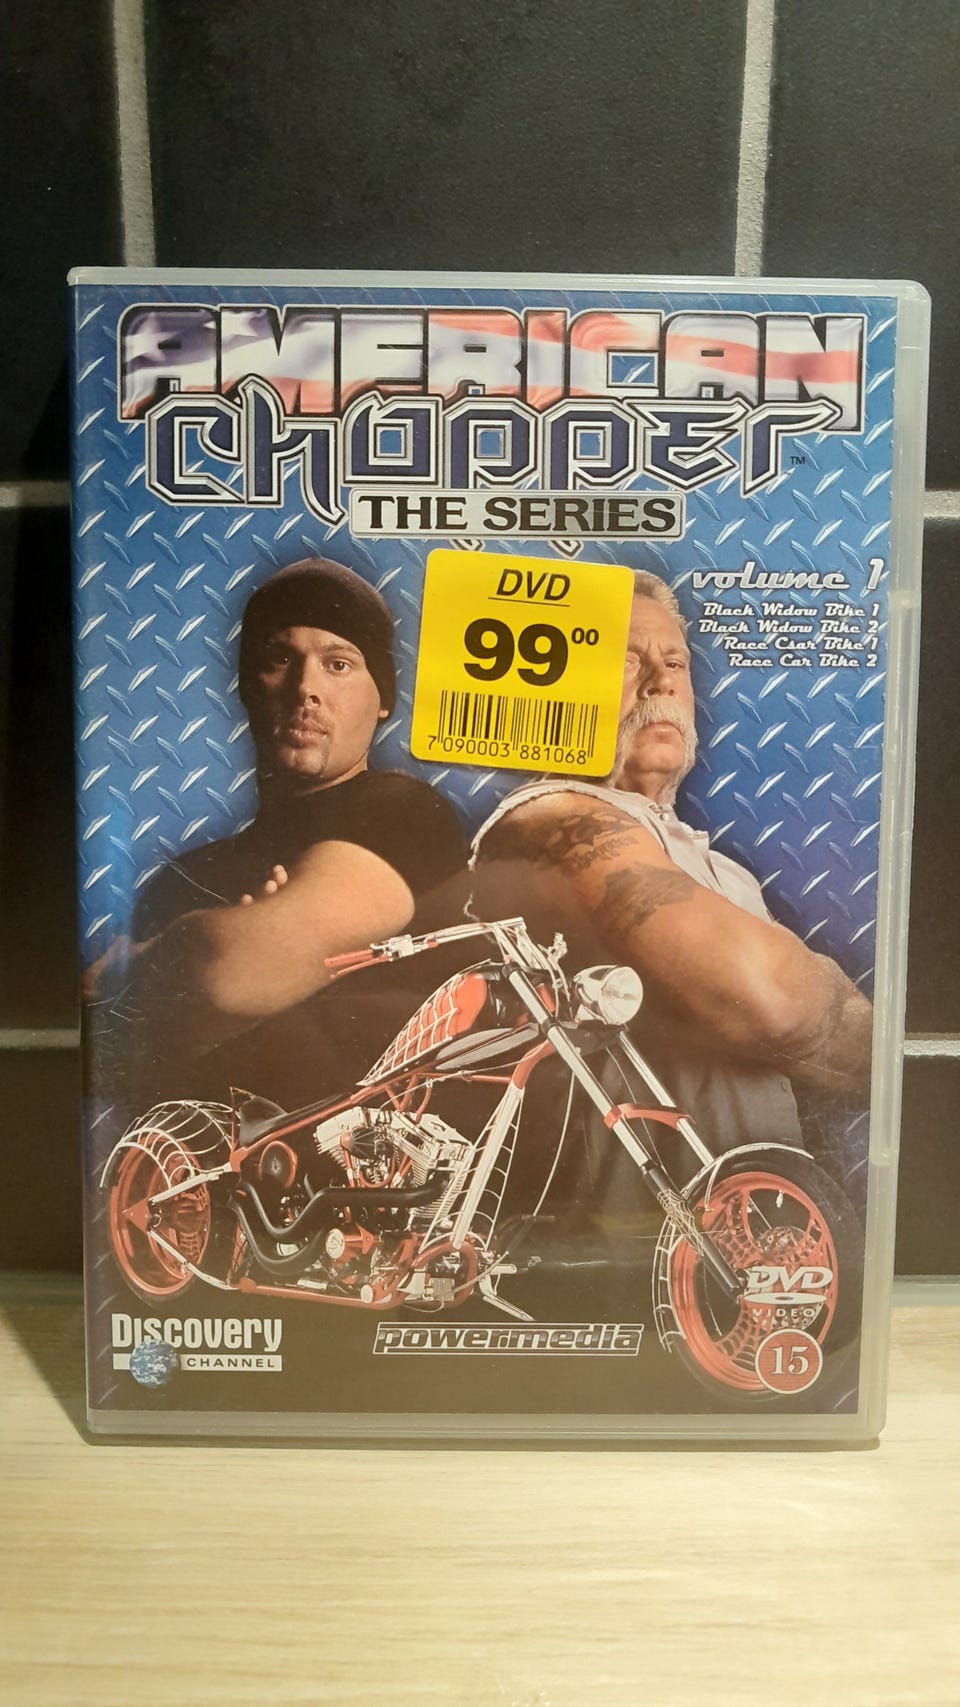 AMERICAN
Chopper
™
THE SERIES
DVD
99⁰⁰
7 090003 881068
volume 1
Black Widow Bike 1
Black Widow Bike 2
Race Csar Bike 1
Race Car Bike 2
DVD
VIDEO
15
Discovery
CHANNEL
powermedia